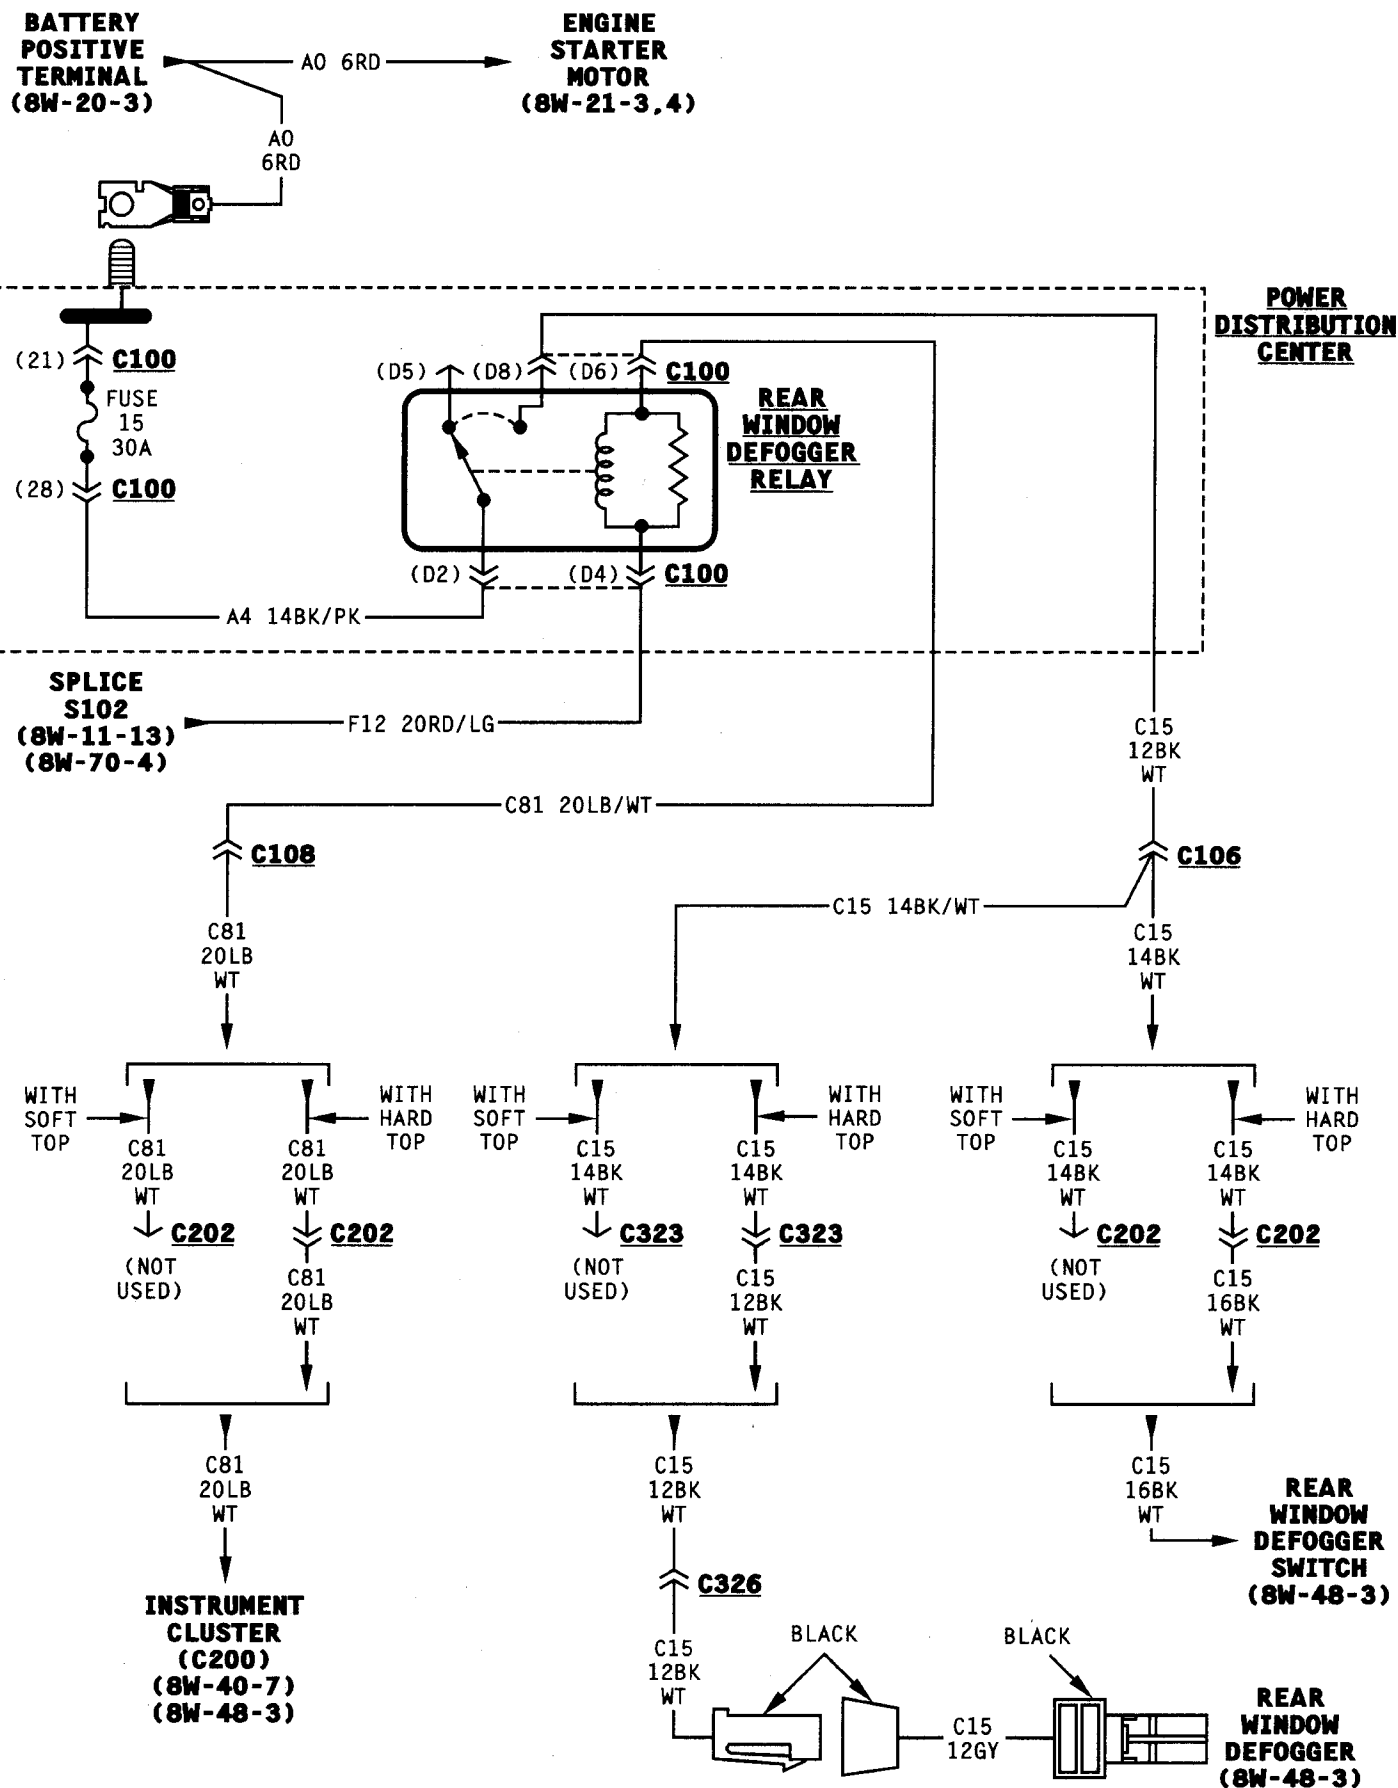 BATTERY
POSITIVE
TERMINAL
(8W-20-3)
A0 6RD
ENGINE
STARTER
MOTOR
(8W-21-3,4)
A0
6RD
POWER
DISTRIBUTION
CENTER
(21)
C100
FUSE
15
30A
(28)
C100
(D5)
(D8)
(D6)
C100
REAR
WINDOW
DEFOGGER
RELAY
(D2)
(D4)
C100
A4 14BK/PK
SPLICE
S102
(8W-11-13)
(8W-70-4)
F12 20RD/LG
C15
12BK
WT
C81 20LB/WT
C108
C106
C15 14BK/WT
C81
20LB
WT
C15
14BK
WT
WITH
SOFT
TOP
C81
20LB
WT
C202
(NOT
USED)
WITH
HARD
TOP
C81
20LB
WT
C202
C81
20LB
WT
WITH
SOFT
TOP
C15
14BK
WT
C323
(NOT
USED)
WITH
HARD
TOP
C15
14BK
WT
C323
C15
12BK
WT
WITH
SOFT
TOP
C15
14BK
WT
C202
(NOT
USED)
WITH
HARD
TOP
C15
14BK
WT
C202
C15
16BK
WT
C81
20LB
WT
INSTRUMENT
CLUSTER
(C200)
(8W-40-7)
(8W-48-3)
C15
12BK
WT
C326
C15
12BK
WT
C15
16BK
WT
REAR
WINDOW
DEFOGGER
SWITCH
(8W-48-3)
BLACK
BLACK
C15
12GY
REAR
WINDOW
DEFOGGER
(8W-48-3)